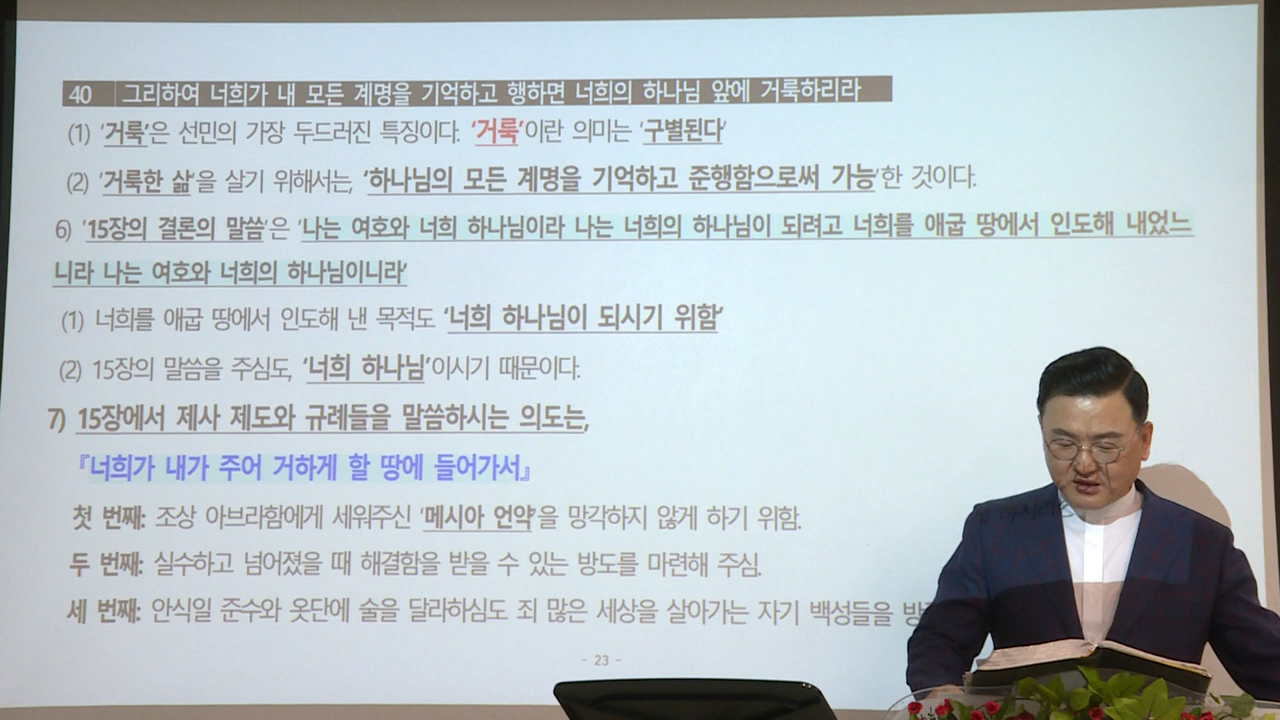 40 그리하여 너희가 내 모든 계명을 기억하고 행하면 너희의 하나님 앞에 거룩하리라
(1) '거룩'은 선민의 가장 두드러진 특징이다. '거룩'이란 의미는 '구별된다'
(2) '거룩한 삶'을 살기 위해서는, '하나님의 모든 계명을 기억하고 준행함으로써 가능'한 것이다.
6) '15장의 결론의 말씀'은 '나는 여호와 너희 하나님이라 나는 너희의 하나님이 되려고 너희를 애굽 땅에서 인도해 내었느
니라 나는 여호와 너희의 하나님이니라'
(1) 너희를 애굽 땅에서 인도해 낸 목적도 '너희 하나님이 되시기 위함'
(2) 15장의 말씀을 주심도, '너희 하나님'이시기 때문이다.
7) 15장에서 제사 제도와 규례들을 말씀하시는 의도는,
『너희가 내가 주어 거하게 할 땅에 들어가서』
첫 번째: 조상 아브라함에게 세워주신 '메시아 언약'을 망각하지 않게 하기 위함.
두 번째: 실수하고 넘어졌을 때 해결함을 받을 수 있는 방도를 마련해 주심.
세 번째: 안식일 준수와 옷단에 술을 달라하심도 죄 많은 세상을 살아가는 자기 백성들을
- 23 -